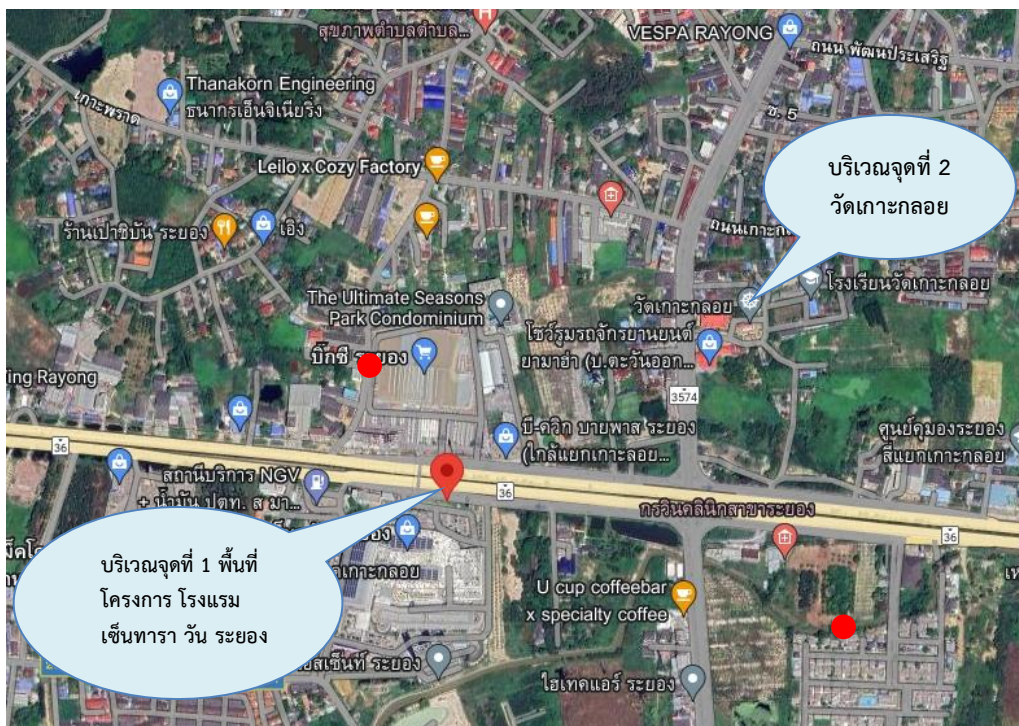 สุขภาพตำบลตำบล...
VESPA RAYONG
ถนน พัฒนประเสริฐ
Thanakorn Engineering
ธนากรเอ็นจิเนียริ่ง
เกาะพรวด
ซ. 5
Leilo x Cozy Factory
บริเวณจุดที่ 2
วัดเกาะกลอย
ร้านเปาซิบัน ระยอง
เอิง
ถนนเกาะกล
โรงเรียนวัดเกาะกลอย
The Ultimate Seasons
Park Condominium
วัดเกาะกลอย
โชว์รูมรถจักรยานยนต์
ยามาฮ่า (บ.ตะวันออก...
บิ๊กซี ระยอง
ing Rayong
3574
บี-ควิก บายพาส ระยอง
(ใกล้แยกเกาะลอย...
ศูนย์คูมองระยอง
สี่แยกเกาะกลอย
36
สถานีบริการ NGV
+ น้ำมัน ปตท. ส มา...
36
กรวินคลินิกสาขาระยอง
36
บริเวณจุดที่ 1 พื้นที่
โครงการ โรงแรม
เซ็นทารา วัน ระยอง
อง
เกาะกลอย
U cup coffeebar
x specialty coffee
อสเซ็นท์ ระยอง
ไฮเทคแอร์ ระยอง